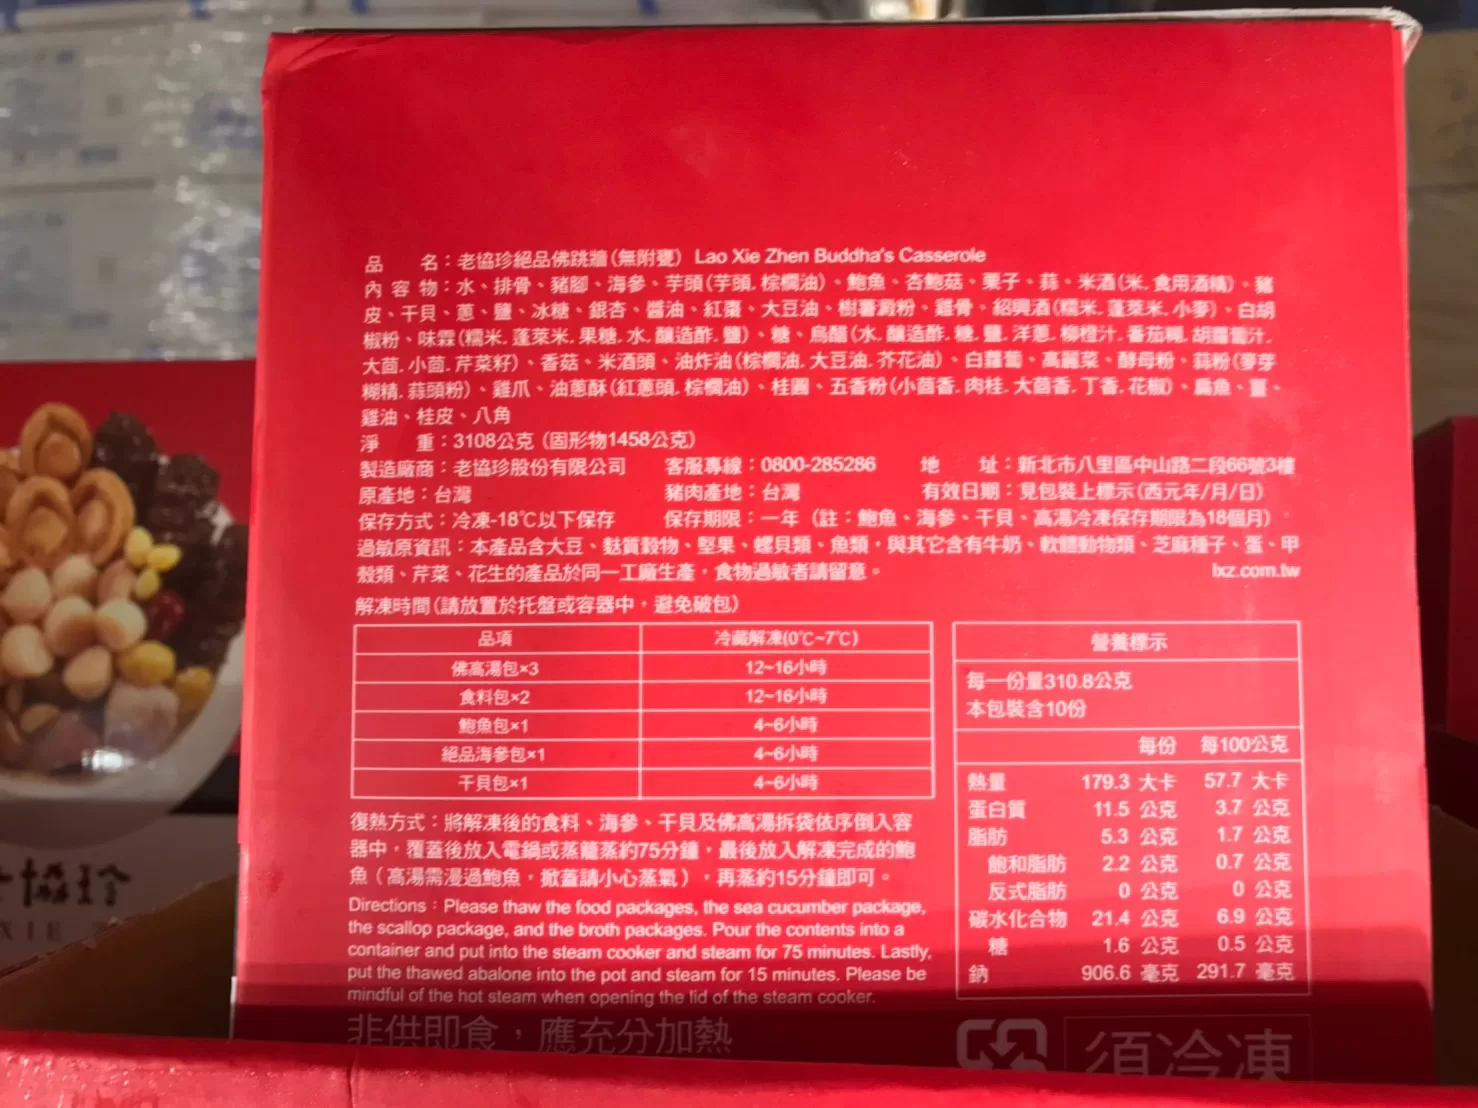 品 名：老協珍絕品佛跳牆(無附甕) Lao Xie Zhen Buddha's Casserole
內 容 物：水、排骨、豬腳、海參、芋頭(芋頭. 棕櫚油)、鮑魚、杏鮑菇、栗子、蒜、米酒(米. 食用酒精)、豬
皮、干貝、蔥、鹽、冰糖、銀杏、醬油、紅棗、大豆油、樹薯澱粉、雞骨、紹興酒(糯米. 蓬萊米. 小麥)、白胡
椒粉、味霖(糯米. 蓬萊米. 果糖. 水. 釀造醋. 鹽)、糖、烏醋(水. 釀造醋. 糖. 鹽. 洋蔥. 柳橙汁. 番茄糊. 胡蘿蔔汁.
大茴. 小茴. 芹菜籽)、香菇、米酒頭、油炸油(棕櫚油. 大豆油. 芥花油)、白蘿蔔、高麗菜、酵母粉、蒜粉(麥芽
糊精. 蒜頭粉)、雞爪、油蔥酥(紅蔥頭. 棕櫚油)、桂圓、五香粉(小茴香. 肉桂. 大茴香. 丁香. 花椒)、扁魚、薑、
雞油、桂皮、八角
淨 重：3108公克 (固形物1458公克)
製造廠商：老協珍股份有限公司 客服專線：0800-285286 地 址：新北市八里區中山路二段66號3樓
原產地：台灣 豬肉產地：台灣 有效日期：見包裝上標示(西元年/月/日)
保存方式：冷凍-18℃以下保存 保存期限：一年（註：鮑魚、海參、干貝、高湯冷凍保存期限為18個月)
過敏原資訊：本產品含大豆、麩質穀物、堅果、螺貝類、魚類，與其它含有牛奶、軟體動物類、芝麻種子、蛋、甲
殼類、芹菜、花生的產品於同一工廠生產，食物過敏者請留意。 lxz.com.tw
解凍時間(請放置於托盤或容器中，避免破包)
品項 冷藏解凍(0℃~7℃)
佛高湯包×3 12~16小時
食料包×2 12~16小時
鮑魚包×1 4~6小時
絕品海參包×1 4~6小時
干貝包×1 4~6小時
營養標示
每一份量310.8公克
本包裝含10份
每份 每100公克
熱量 179.3 大卡 57.7 大卡
蛋白質 11.5 公克 3.7 公克
脂肪 5.3 公克 1.7 公克
飽和脂肪 2.2 公克 0.7 公克
反式脂肪 0 公克 0 公克
碳水化合物 21.4 公克 6.9 公克
糖 1.6 公克 0.5 公克
鈉 906.6 毫克 291.7 毫克
復熱方式：將解凍後的食料、海參、干貝及佛高湯拆袋依序倒入容
器中，覆蓋後放入電鍋或蒸籠蒸約75分鐘，最後放入解凍完成的鮑
魚（高湯需漫過鮑魚，掀蓋請小心蒸氣），再蒸約15分鐘即可。
Directions：Please thaw the food packages, the sea cucumber package,
the scallop package, and the broth packages. Pour the contents into a
container and put into the steam cooker and steam for 75 minutes. Lastly,
put the thawed abalone into the pot and steam for 15 minutes. Please be
mindful of the hot steam when opening the lid of the steam cooker.
非供即食，應充分加熱
須冷凍
協珍
XIE